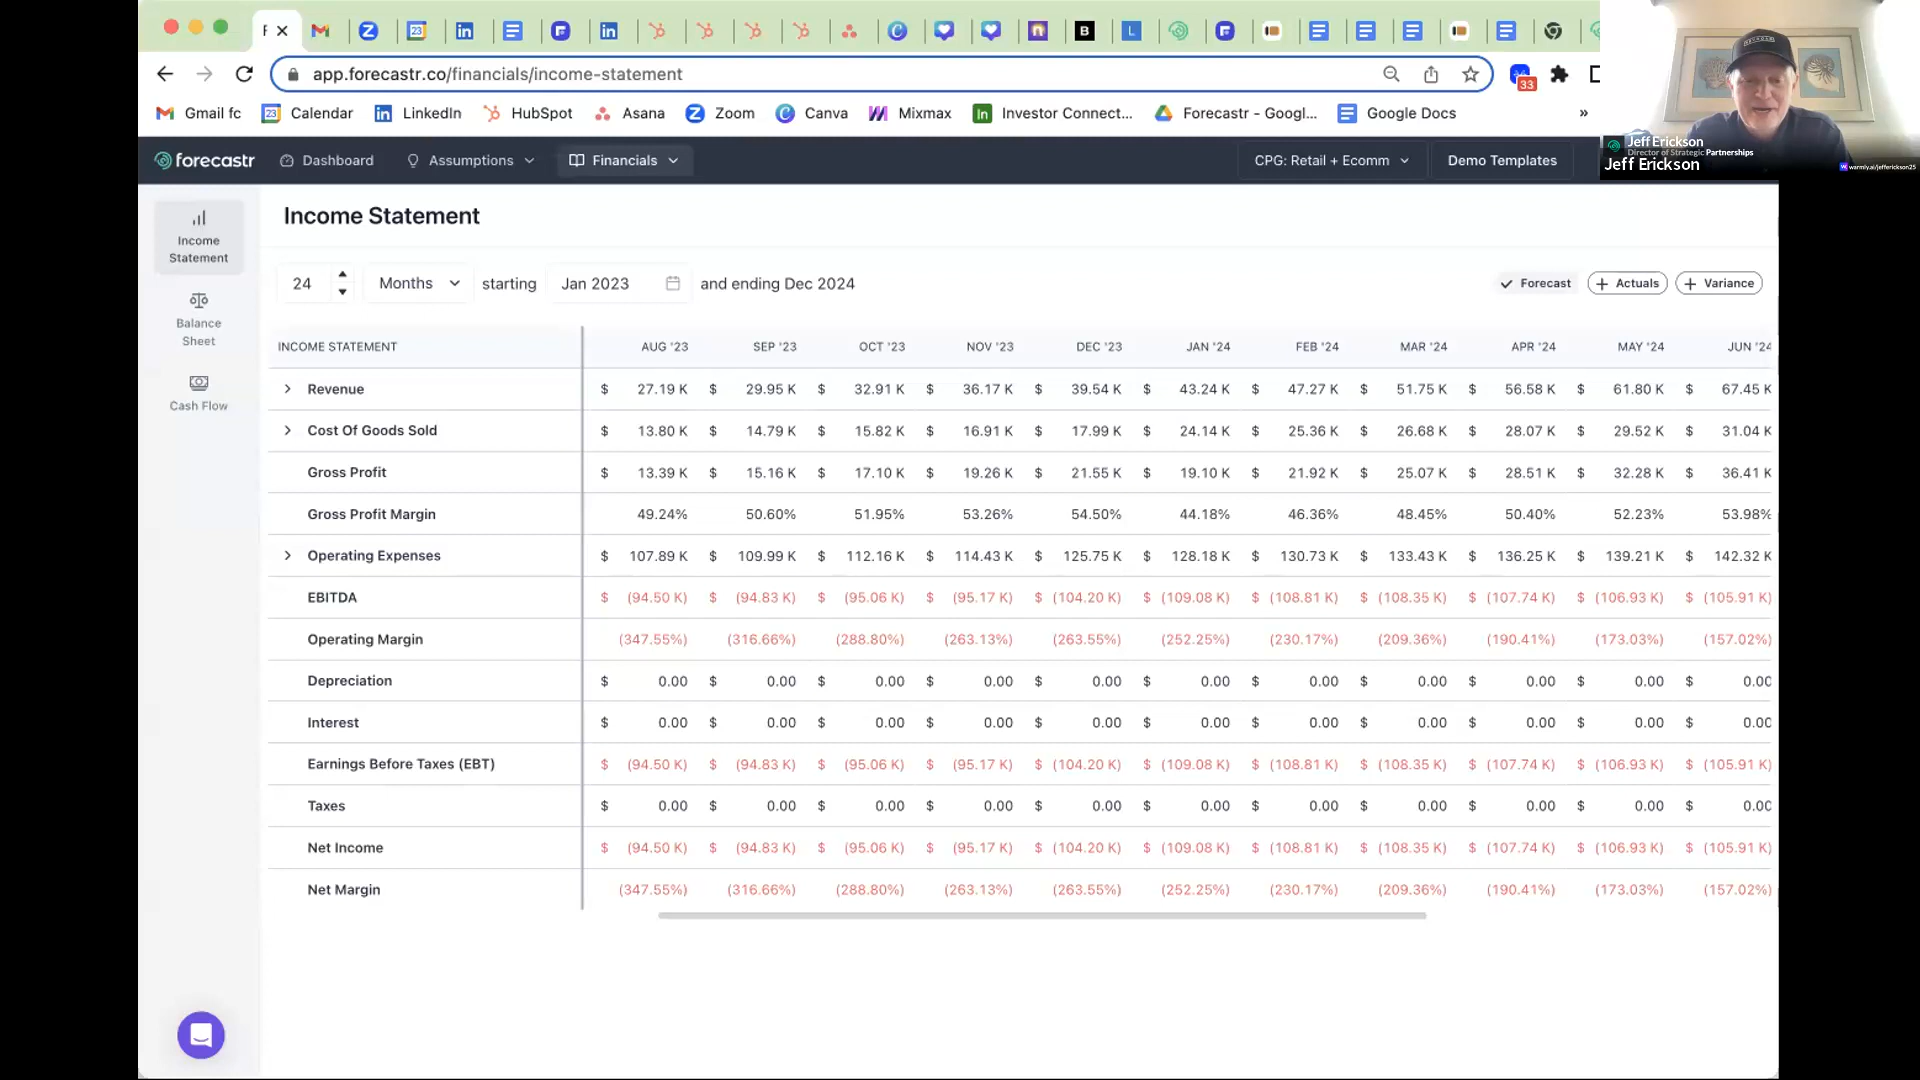 F
app.forecastr.co/financials/income-statement
33
Gmail fc Calendar LinkedIn HubSpot Asana Zoom Canva Mixmax Investor Connect... Forecastr - Googl... Google Docs »
Jeff Erickson
Director of Strategic Partnerships
Jeff Erickson
warmly.ai/jefferickson25
forecastr Dashboard Assumptions Financials CPG: Retail + Ecomm Demo Templates
Income Statement
Balance Sheet
Cash Flow
Income Statement
24 Months starting Jan 2023 and ending Dec 2024 Forecast Actuals Variance
INCOME STATEMENT AUG '23 SEP '23 OCT '23 NOV '23 DEC '23 JAN '24 FEB '24 MAR '24 APR '24 MAY '24 JUN '24
Revenue $ 27.19 K $ 29.95 K $ 32.91 K $ 36.17 K $ 39.54 K $ 43.24 K $ 47.27 K $ 51.75 K $ 56.58 K $ 61.80 K $ 67.45 K
Cost Of Goods Sold $ 13.80 K $ 14.79 K $ 15.82 K $ 16.91 K $ 17.99 K $ 24.14 K $ 25.36 K $ 26.68 K $ 28.07 K $ 29.52 K $ 31.04 K
Gross Profit $ 13.39 K $ 15.16 K $ 17.10 K $ 19.26 K $ 21.55 K $ 19.10 K $ 21.92 K $ 25.07 K $ 28.51 K $ 32.28 K $ 36.41 K
Gross Profit Margin 49.24% 50.60% 51.95% 53.26% 54.50% 44.18% 46.36% 48.45% 50.40% 52.23% 53.98%
Operating Expenses $ 107.89 K $ 109.99 K $ 112.16 K $ 114.43 K $ 125.75 K $ 128.18 K $ 130.73 K $ 133.43 K $ 136.25 K $ 139.21 K $ 142.32 K
EBITDA $ (94.50 K) $ (94.83 K) $ (95.06 K) $ (95.17 K) $ (104.20 K) $ (109.08 K) $ (108.81 K) $ (108.35 K) $ (107.74 K) $ (106.93 K) $ (105.91 K)
Operating Margin (347.55%) (316.66%) (288.80%) (263.13%) (263.55%) (252.25%) (230.17%) (209.36%) (190.41%) (173.03%) (157.02%)
Depreciation $ 0.00 $ 0.00 $ 0.00 $ 0.00 $ 0.00 $ 0.00 $ 0.00 $ 0.00 $ 0.00 $ 0.00 $ 0.00
Interest $ 0.00 $ 0.00 $ 0.00 $ 0.00 $ 0.00 $ 0.00 $ 0.00 $ 0.00 $ 0.00 $ 0.00 $ 0.00
Earnings Before Taxes (EBT) $ (94.50 K) $ (94.83 K) $ (95.06 K) $ (95.17 K) $ (104.20 K) $ (109.08 K) $ (108.81 K) $ (108.35 K) $ (107.74 K) $ (106.93 K) $ (105.91 K)
Taxes $ 0.00 $ 0.00 $ 0.00 $ 0.00 $ 0.00 $ 0.00 $ 0.00 $ 0.00 $ 0.00 $ 0.00 $ 0.00
Net Income $ (94.50 K) $ (94.83 K) $ (95.06 K) $ (95.17 K) $ (104.20 K) $ (109.08 K) $ (108.81 K) $ (108.35 K) $ (107.74 K) $ (106.93 K) $ (105.91 K)
Net Margin (347.55%) (316.66%) (288.80%) (263.13%) (263.55%) (252.25%) (230.17%) (209.36%) (190.41%) (173.03%) (157.02%)